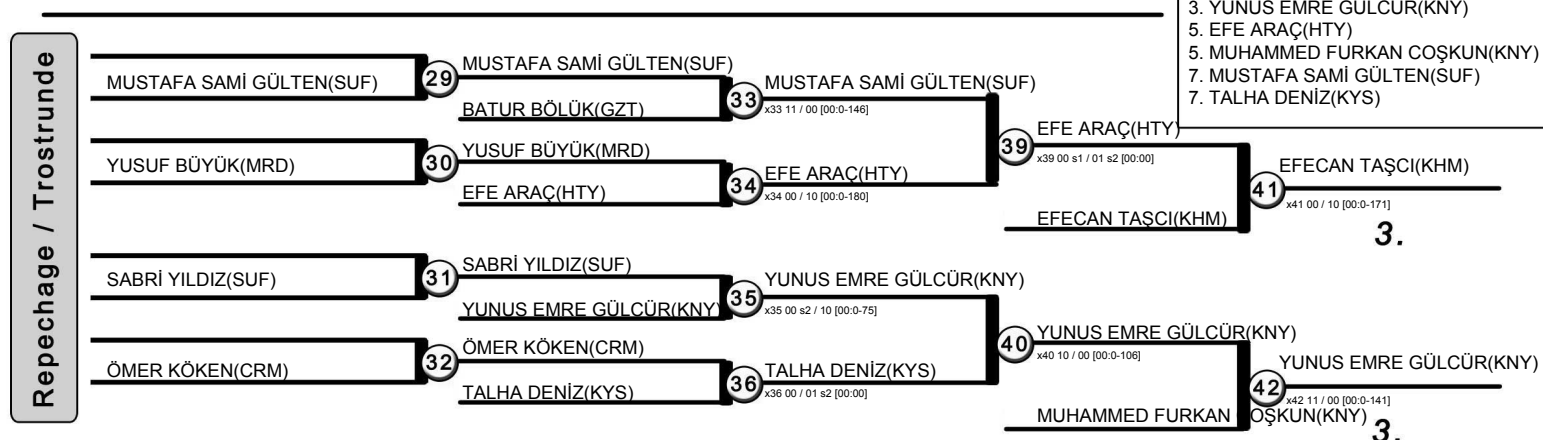 3. YUNUS EMRE GÜLCÜR(KNY)
5. EFE ARAÇ(HTY)
5. MUHAMMED FURKAN COŞKUN(KNY)
7. MUSTAFA SAMİ GÜLTEN(SUF)
7. TALHA DENİZ(KYS)
Repechage / Trostrunde
MUSTAFA SAMİ GÜLTEN(SUF)
YUSUF BÜYÜK(MRD)
SABRİ YILDIZ(SUF)
ÖMER KÖKEN(CRM)
29
30
31
32
MUSTAFA SAMİ GÜLTEN(SUF)
BATUR BÖLÜK(GZT)
YUSUF BÜYÜK(MRD)
EFE ARAÇ(HTY)
SABRİ YILDIZ(SUF)
YUNUS EMRE GÜLCÜR(KNY)
ÖMER KÖKEN(CRM)
TALHA DENİZ(KYS)
33
MUSTAFA SAMİ GÜLTEN(SUF)
x33 11 / 00 [00:0-146]
34
EFE ARAÇ(HTY)
x34 00 / 10 [00:0-180]
35
YUNUS EMRE GÜLCÜR(KNY)
x35 00 s2 / 10 [00:0-75]
36
TALHA DENİZ(KYS)
x36 00 / 01 s2 [00:00]
39
EFE ARAÇ(HTY)
x39 00 s1 / 01 s2 [00:00]
EFECAN TAŞCI(KHM)
40
YUNUS EMRE GÜLCÜR(KNY)
x40 10 / 00 [00:0-106]
MUHAMMED FURKAN COŞKUN(KNY)
41
EFECAN TAŞCI(KHM)
x41 00 / 10 [00:0-171]
3.
42
YUNUS EMRE GÜLCÜR(KNY)
x42 11 / 00 [00:0-141]
3.